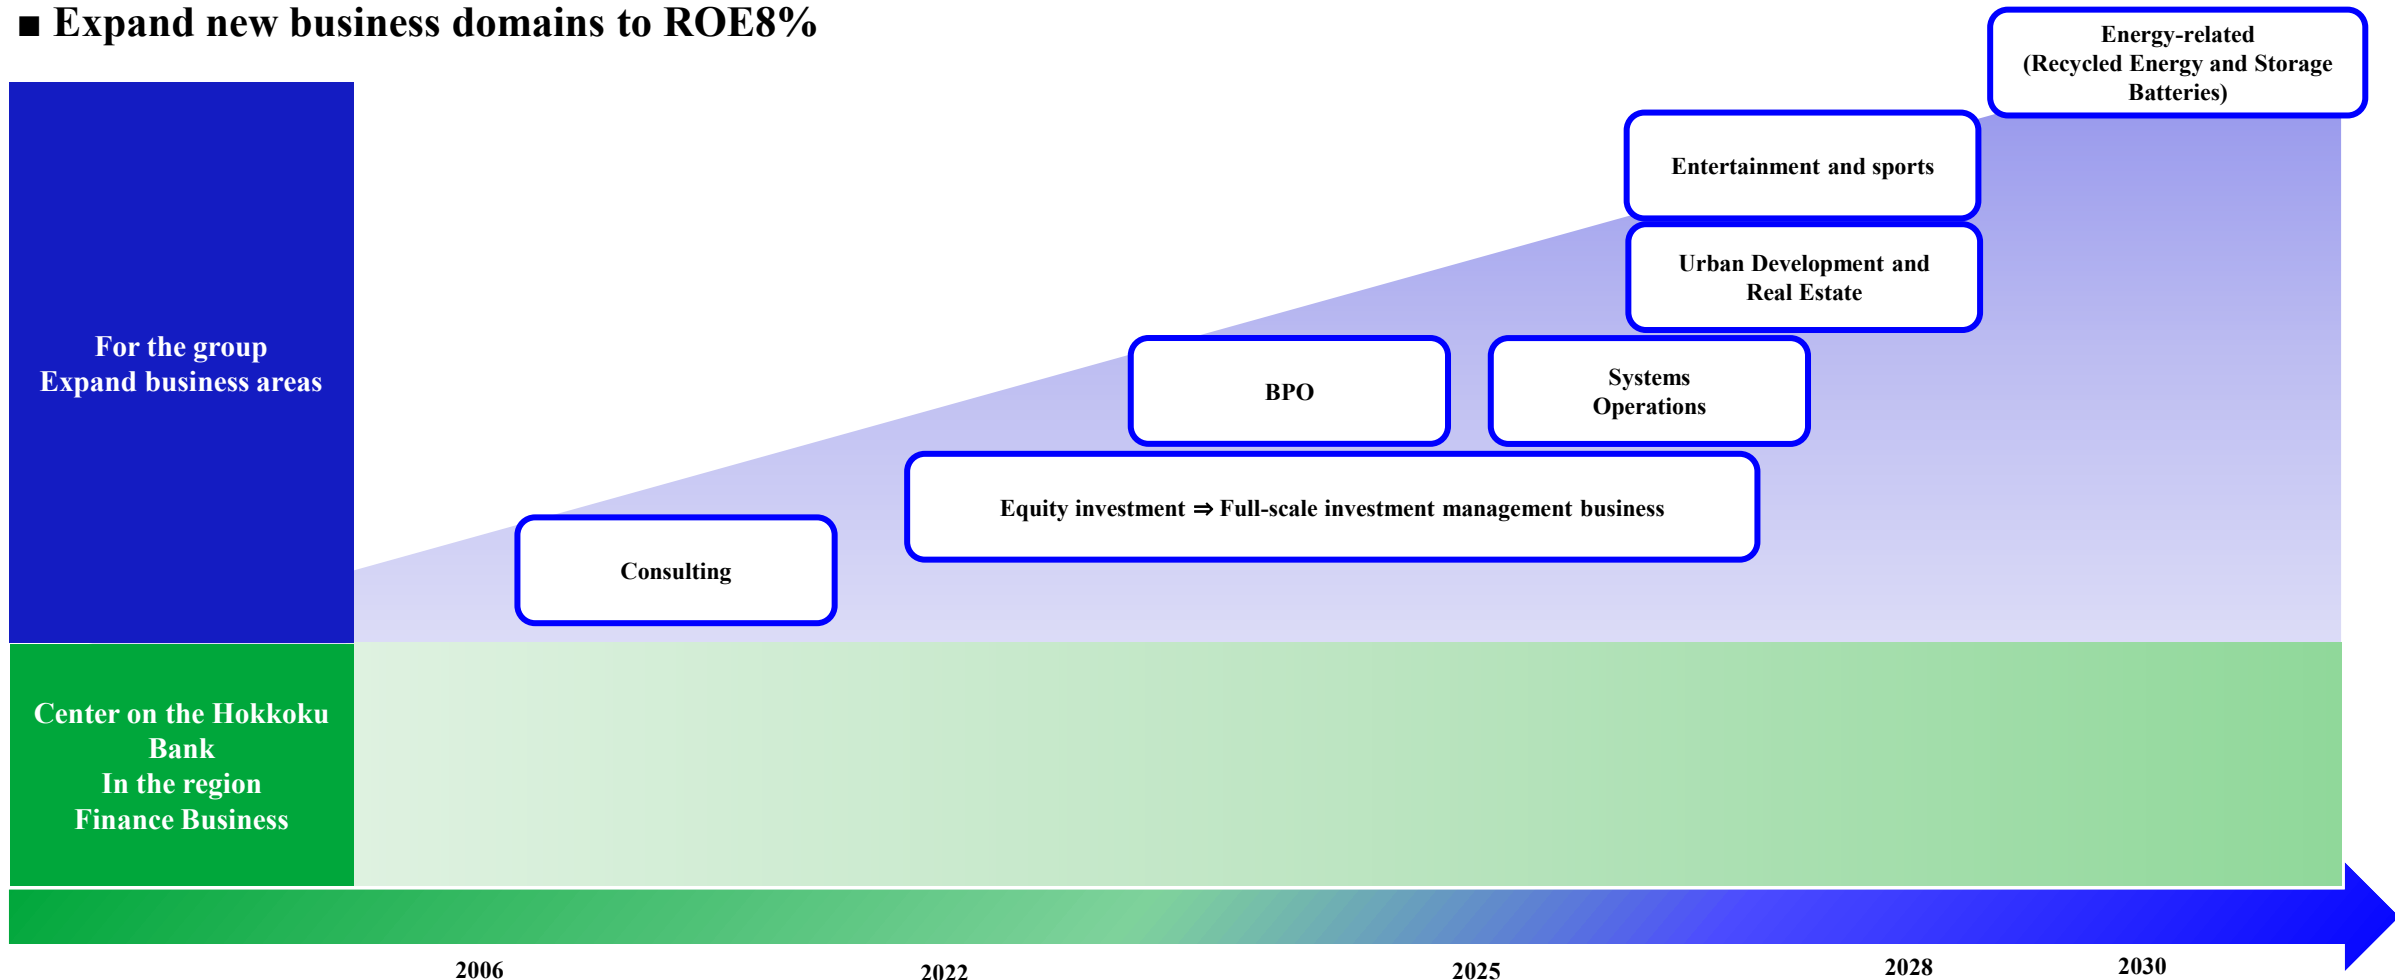 ■ Expand new business domains to ROE8%
Energy-related
(Recycled Energy and Storage
Batteries)
Entertainment and sports
Urban Development and
Real Estate
For the group
Expand business areas
BPO
Systems
Operations
Equity investment ⇒ Full-scale investment management business
Consulting
Center on the Hokkoku
Bank
In the region
Finance Business
2006
2022
2025
2028
2030